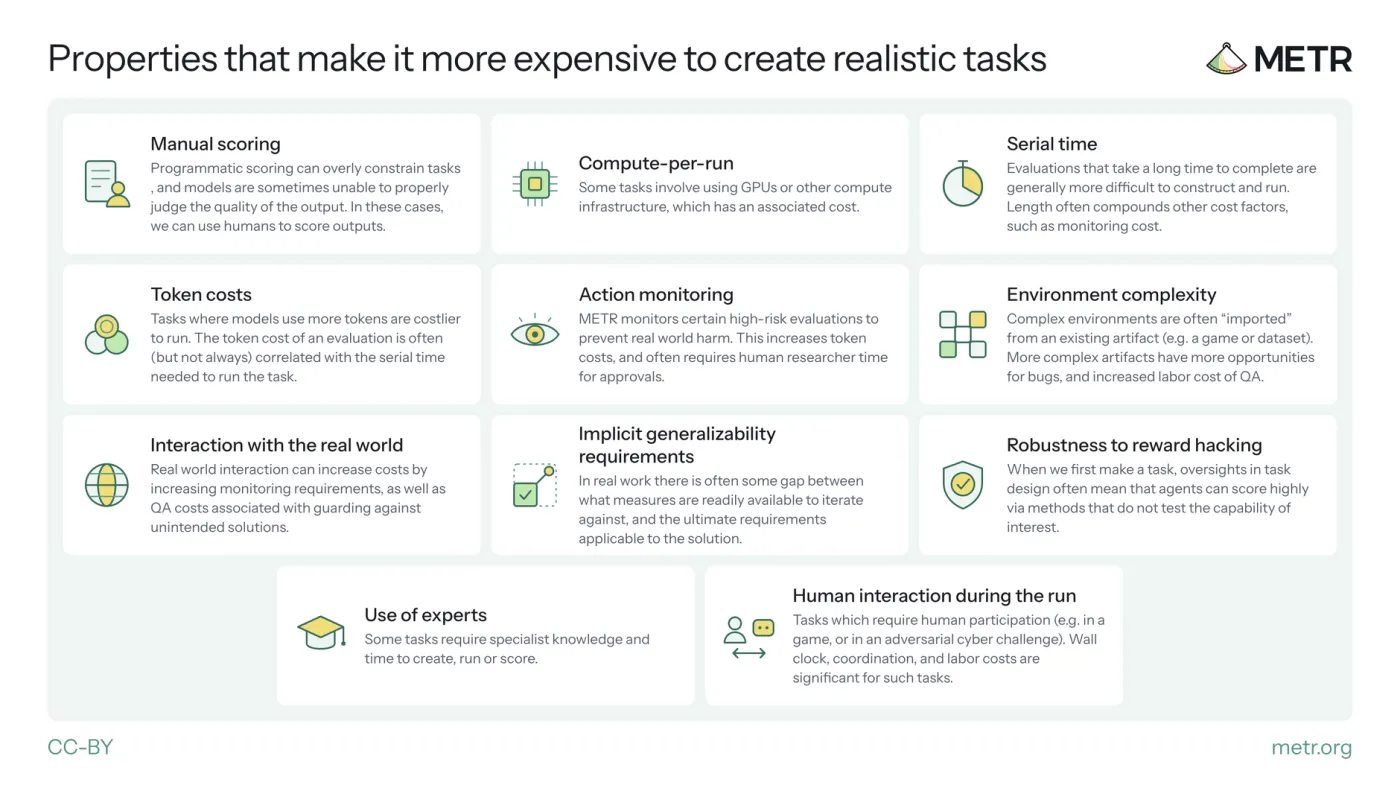 Properties that make it more expensive to create realistic tasks
METR
Manual scoring
Programmatic scoring can overly constrain tasks
, and models are sometimes unable to properly
judge the quality of the output. In these cases,
we can use humans to score outputs.
Compute-per-run
Some tasks involve using GPUs or other compute
infrastructure, which has an associated cost.
Serial time
Evaluations that take a long time to complete are
generally more difficult to construct and run.
Length often compounds other cost factors,
such as monitoring cost.
Token costs
Tasks where models use more tokens are costlier
to run. The token cost of an evaluation is often
(but not always) correlated with the serial time
needed to run the task.
Action monitoring
METR monitors certain high-risk evaluations to
prevent real world harm. This increases token
costs, and often requires human researcher time
for approvals.
Environment complexity
Complex environments are often “imported”
from an existing artifact (e.g. a game or dataset).
More complex artifacts have more opportunities
for bugs, and increased labor cost of QA.
Interaction with the real world
Real world interaction can increase costs by
increasing monitoring requirements, as well as
QA costs associated with guarding against
unintended solutions.
Implicit generalizability
requirements
In real work there is often some gap between
what measures are readily available to iterate
against, and the ultimate requirements
applicable to the solution.
Robustness to reward hacking
When we first make a task, oversights in task
design often mean that agents can score highly
via methods that do not test the capability of
interest.
Use of experts
Some tasks require specialist knowledge and
time to create, run or score.
Human interaction during the run
Tasks which require human participation (e.g. in a
game, or in an adversarial cyber challenge). Wall
clock, coordination, and labor costs are
significant for such tasks.
CC-BY
metr.org